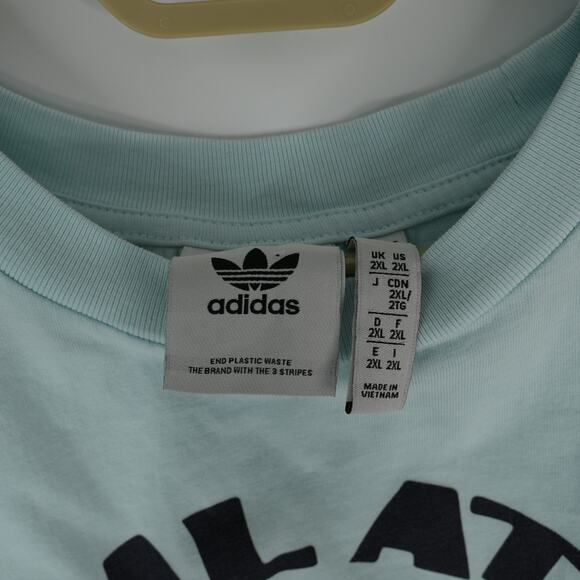 adidas
END PLASTIC WASTE
THE BRAND WITH THE 3 STRIPES
UK US
2XL 2XL
J CDN
2XL/
2TG
D F
2XL 2XL
E I
2XL 2XL
MADE IN
VIETNAM